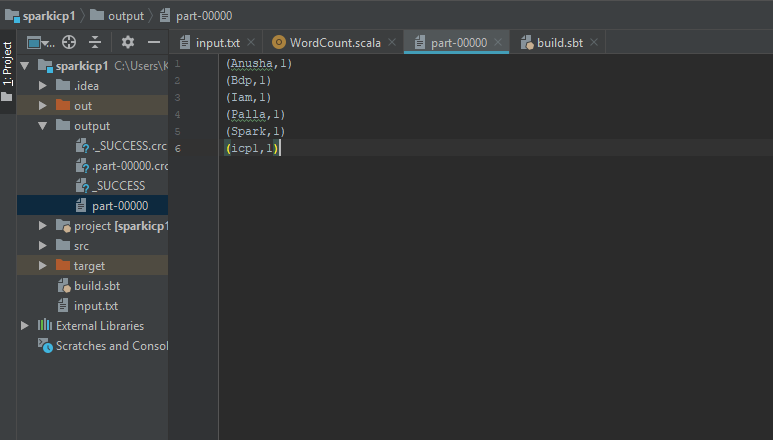 sparkicp1 output part-00000
input.txt WordCount.scala part-00000 build.sbt
1: Project
sparkicp1 C:\Users\K
.idea
out
output
._SUCCESS.crc
.part-00000.crc
_SUCCESS
part-00000
project [sparkicp1
src
target
build.sbt
input.txt
External Libraries
Scratches and Consol
1 (Anusha,1)
2 (Bdp,1)
3 (Iam,1)
4 (Palla,1)
5 (Spark,1)
6 (icp1,1)